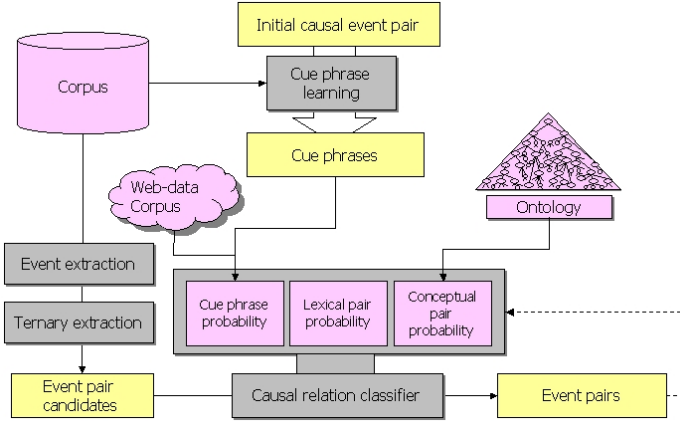 Initial causal event pair
Corpus
Cue phrase
learning
Cue phrases
Web-data
Corpus
Ontology
Event extraction
Ternary extraction
Cue phrase
probability
Lexical pair
probability
Conceptual
pair
probability
Event pair
candidates
Causal relation classifier
Event pairs